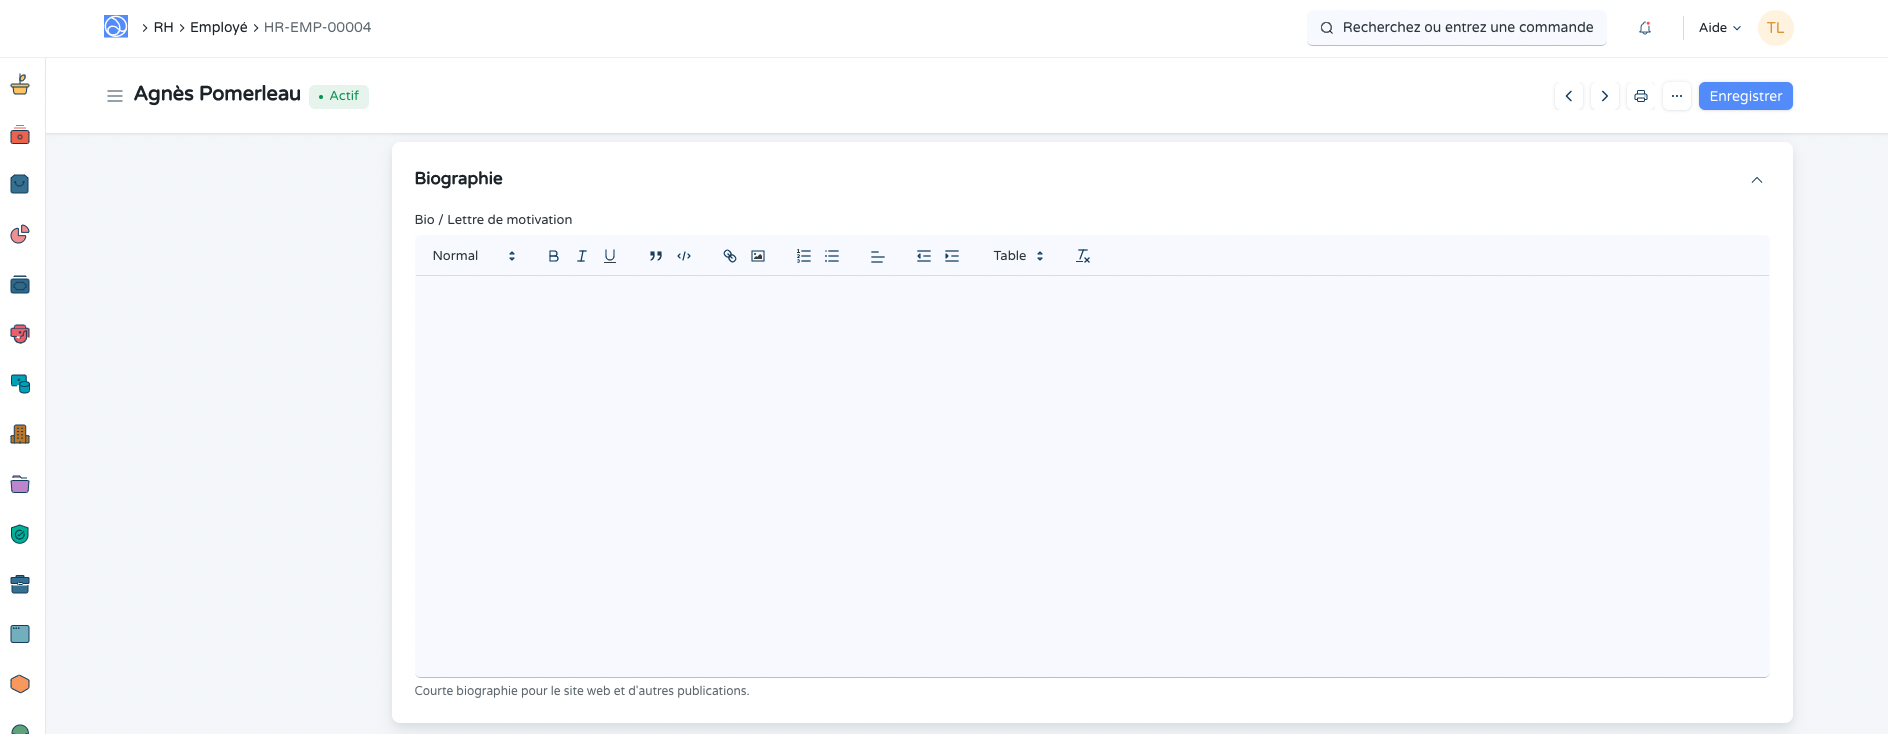 RH Employé HR-EMP-00004
Recherchez ou entrez une commande
Aide
TL
Agnès Pomerleau
Actif
Enregistrer
Biographie
Bio / Lettre de motivation
Normal
Table
Courte biographie pour le site web et d'autres publications.